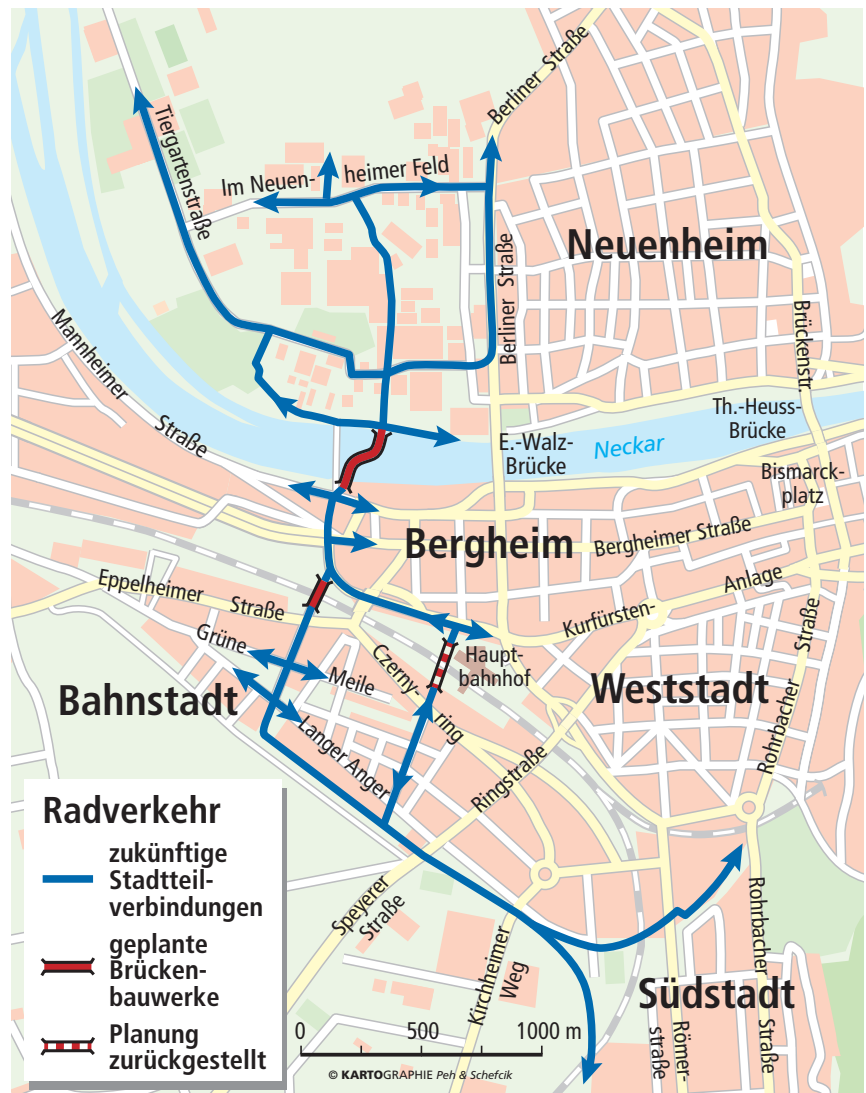 Berliner Straße
Tiergartenstraße
Im Neuen-
heimer Feld
Neuenheim
Berliner Straße
Brückenstr.
Mannheimer
Straße
Th.-Heuss-
Brücke
E.-Walz-
Brücke
Neckar
Bismarck-
platz
Bergheim
Bergheimer Straße
Eppelheimer
Straße
Anlage
Kurfürsten-
Grüne
Meile
Czerny-
ring
Haupt-
bahnhof
Bahnstadt
Weststadt
Rohrbacher Straße
Langer Anger
Ringstraße
Radverkehr
zukünftige
Stadtteil-
verbindungen
geplante
Brücken-
bauwerke
Planung
zurückgestellt
Speyerer
Straße
Kirchheimer
Weg
Rohrbacher
Straße
Südstadt
Römer-
straße
0 500 1000 m
© KARTOGRAPHIE Peh & Schefcik